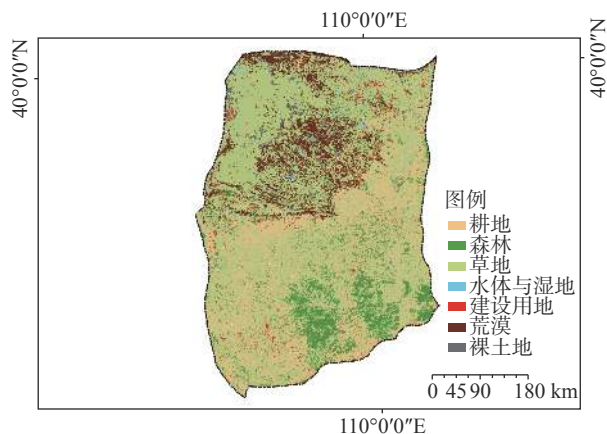 110°0′0″E
40°0′0″N
40°0′0″N
图例
耕地
森林
草地
水体与湿地
建设用地
荒漠
裸土地
0 45 90 180 km
110°0′0″E